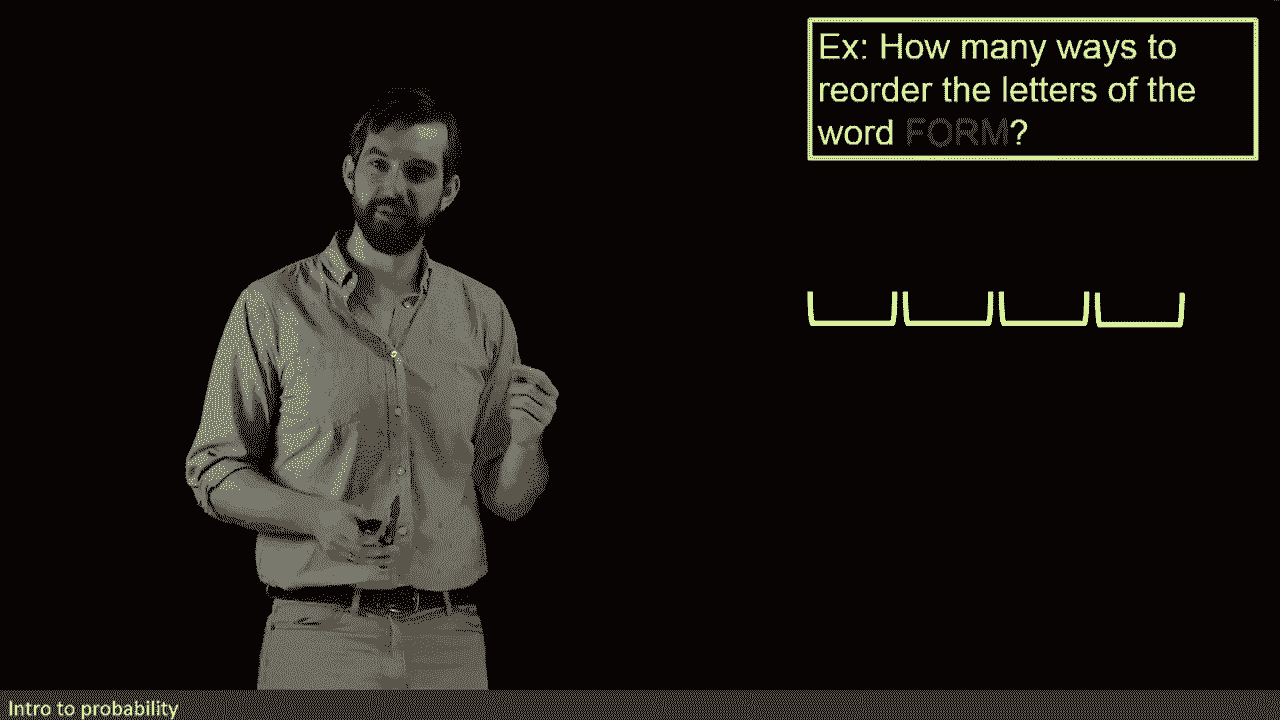 Ex: How many ways to
reorder the letters of the
word FORM?
Intro to probability